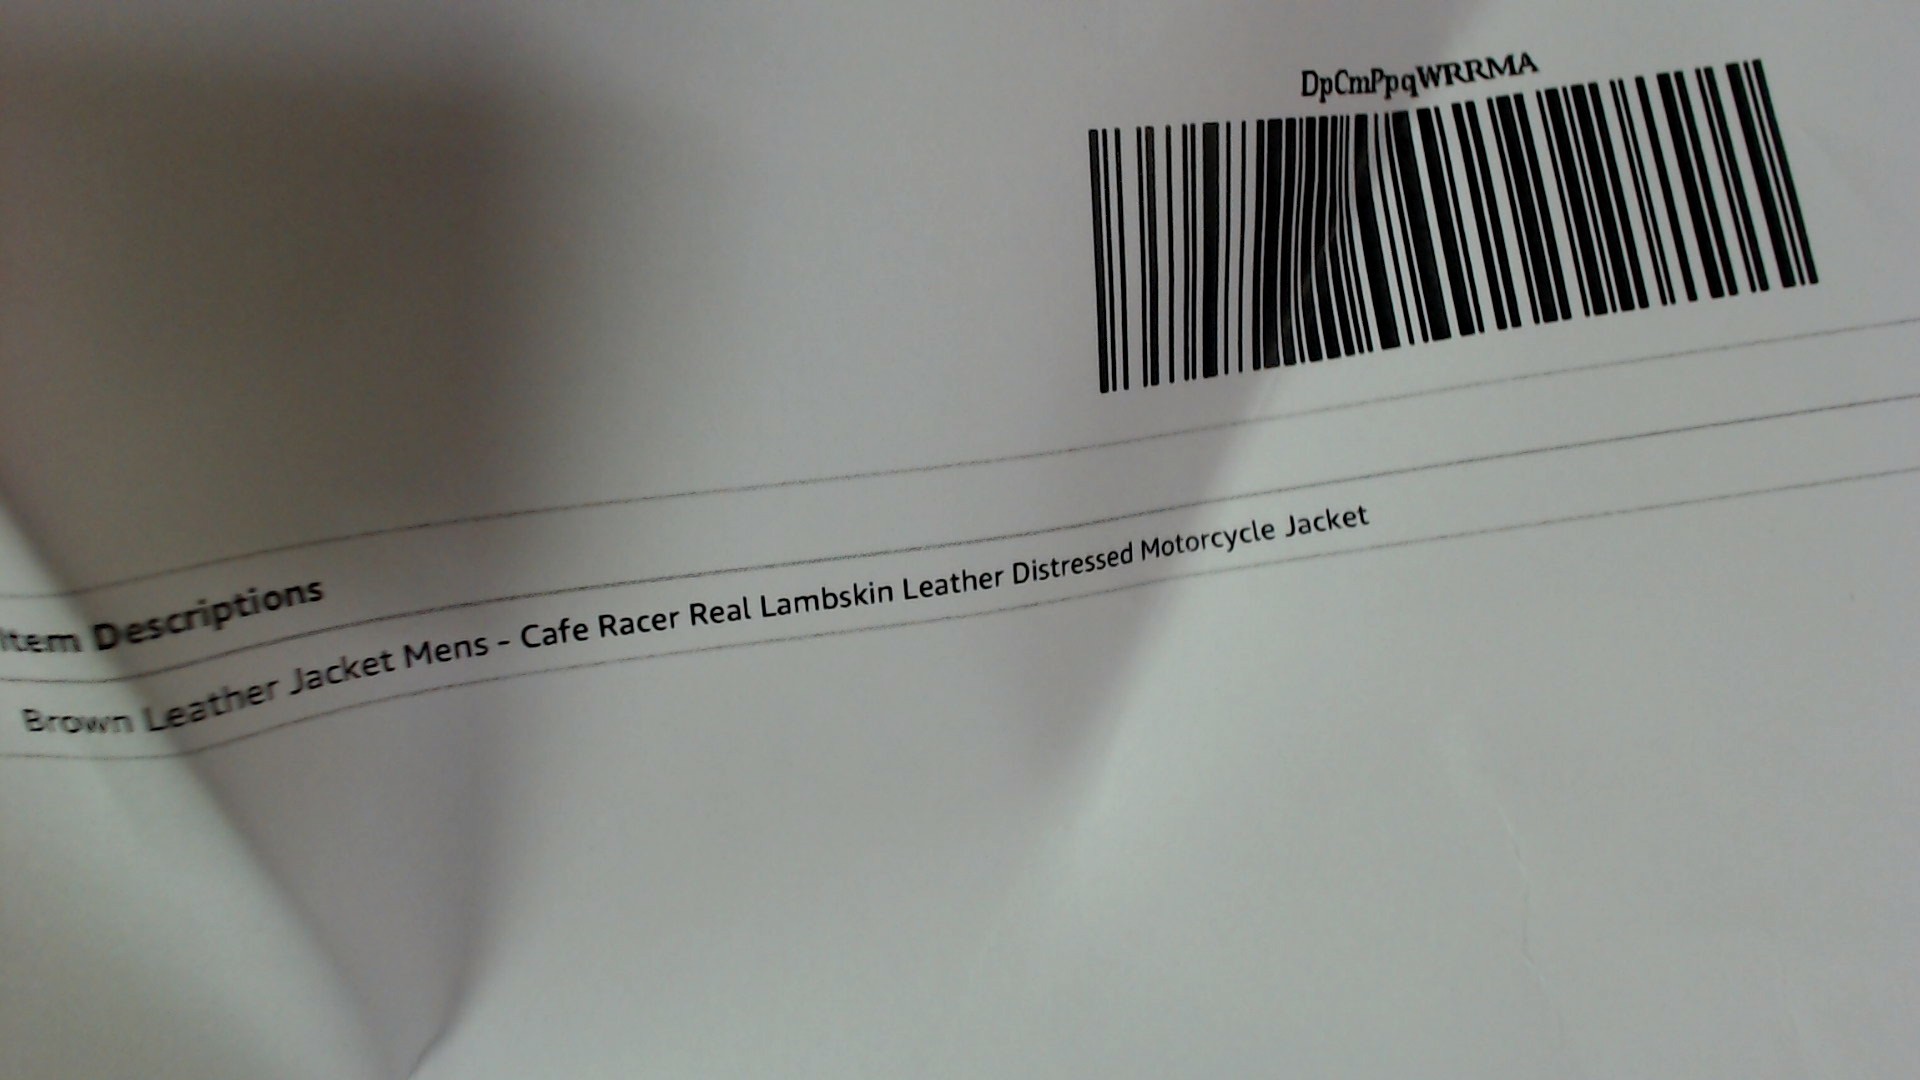 DpCmPpqWRRMA
Item Descriptions
Brown Leather Jacket Mens - Cafe Racer Real Lambskin Leather Distressed Motorcycle Jacket